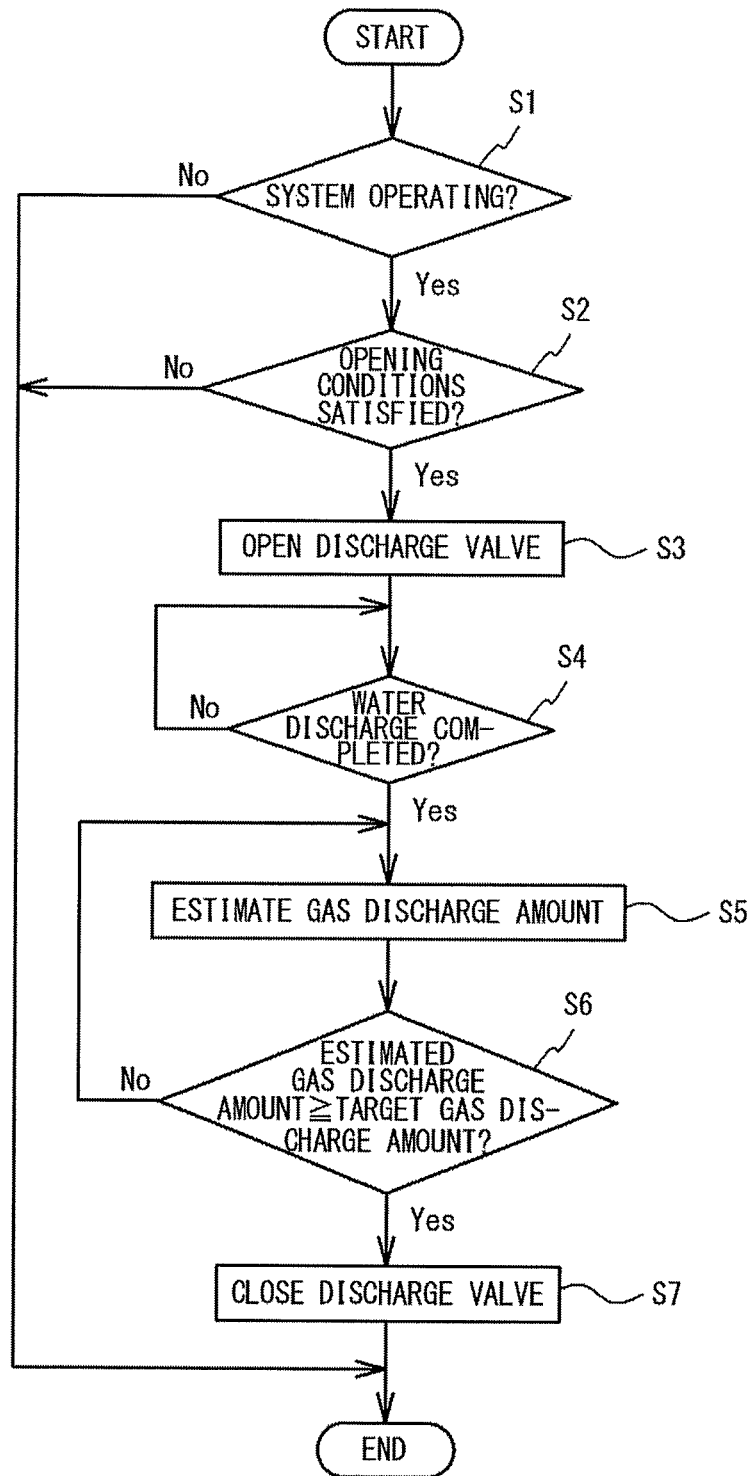 START
S1
No
SYSTEM OPERATING?
Yes
S2
No
OPENING
CONDITIONS
SATISFIED?
Yes
OPEN DISCHARGE VALVE
S3
S4
No
WATER
DISCHARGE COM-
PLETED?
Yes
ESTIMATE GAS DISCHARGE AMOUNT
S5
S6
No
ESTIMATED
GAS DISCHARGE
AMOUNT≧TARGET GAS DIS-
CHARGE AMOUNT?
Yes
CLOSE DISCHARGE VALVE
S7
END